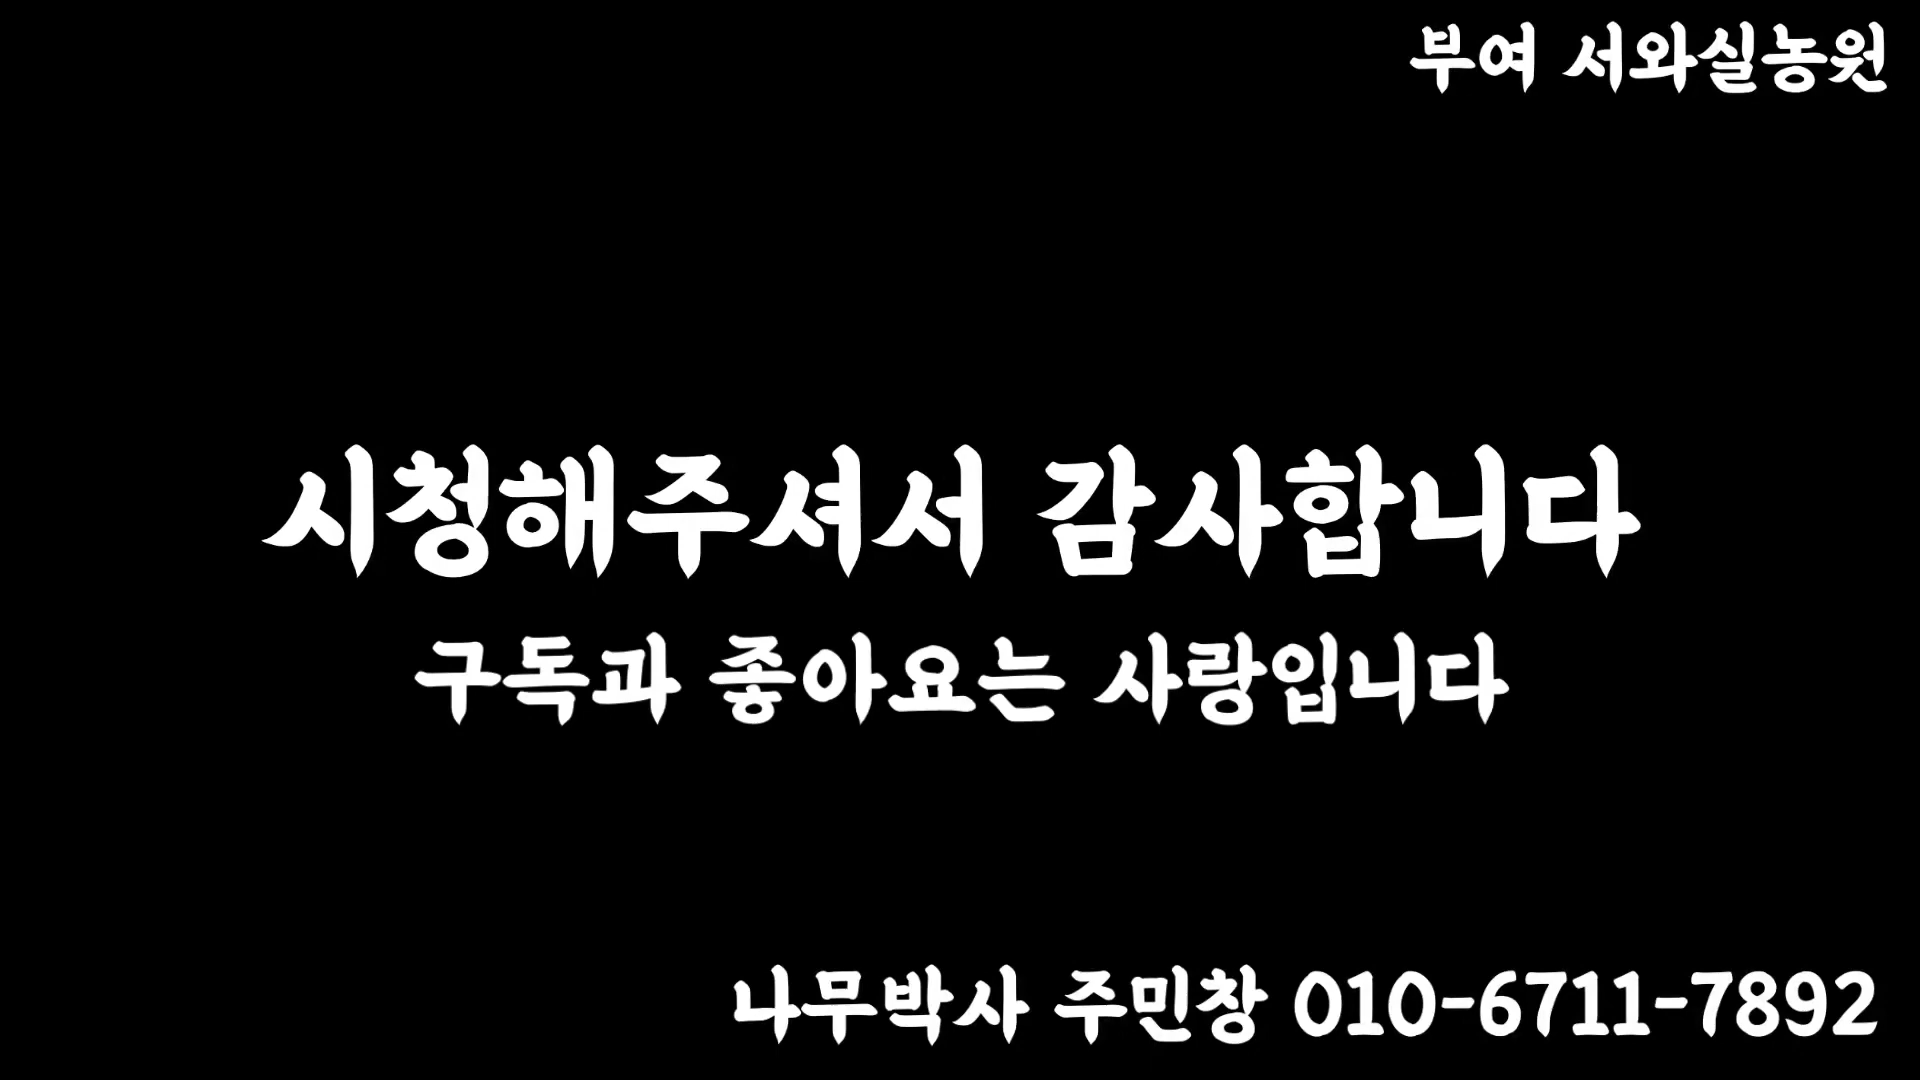 부여 서와실농원
시청해주셔서 감사합니다
구독과 좋아요는 사랑입니다
나무박사 주민창 010-6711-7892